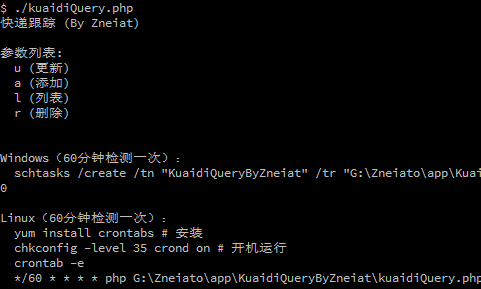 $ ./kuaidiQuery.php
快递跟踪 (By Zneiat)
参数列表:
u (更新)
a (添加)
l (列表)
r (删除)
Windows（60分钟检测一次）:
schtasks /create /tn "KuaidiQueryByZneiat" /tr "G:\Zneiato\app\Kuai
0
Linux（60分钟检测一次）:
yum install crontabs # 安装
chkconfig -level 35 crond on # 开机运行
crontab -e
*/60 * * * * php G:\Zneiato\app\KuaidiQueryByZneiat\kuaidiQuery.php